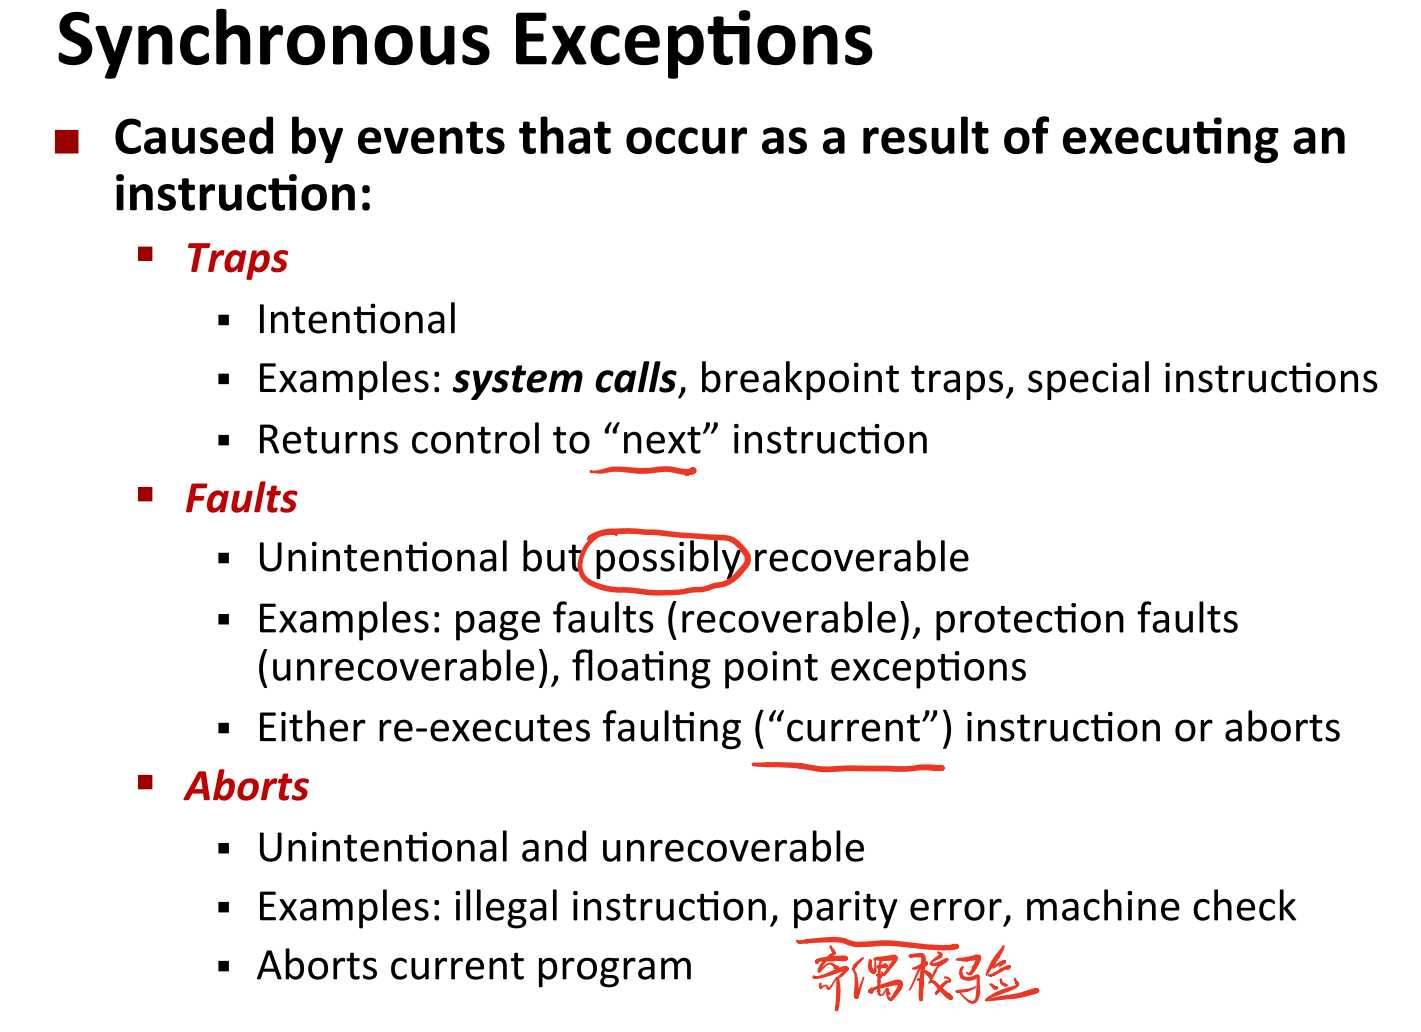 Synchronous Exceptions
Caused by events that occur as a result of executing an
instruction:
Traps
Intentional
Examples: system calls, breakpoint traps, special instructions
Returns control to “next” instruction
Faults
Unintentional but possibly recoverable
Examples: page faults (recoverable), protection faults
(unrecoverable), floating point exceptions
Either re-executes faulting (“current”) instruction or aborts
Aborts
Unintentional and unrecoverable
Examples: illegal instruction, parity error, machine check
Aborts current program
奇偶校验